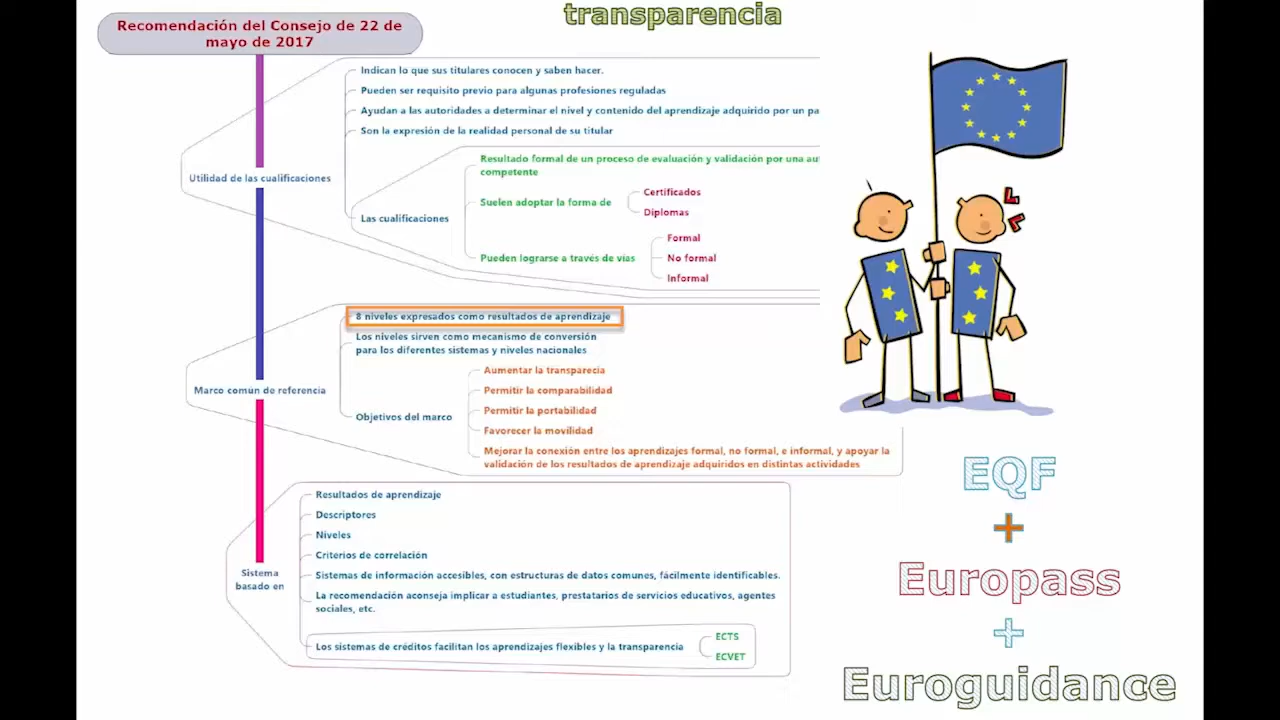 transparencia
Recomendación del Consejo de 22 de
mayo de 2017
Indican lo que sus titulares conocen y saben hacer.
Pueden ser requisito previo para algunas profesiones reguladas
Ayudan a las autoridades a determinar el nivel y contenido del aprendizaje adquirido por un
Son la expresión de la realidad personal de su titular
Utilidad de las cualificaciones
Las cualificaciones
Resultado formal de un proceso de evaluación y validación por una
competente
Suelen adoptar la forma de
Certificados
Diplomas
Pueden lograrse a través de vías
Formal
No formal
Informal
Marco común de referencia
8 niveles expresados como resultados de aprendizaje
Los niveles sirven como mecanismo de conversión
para los diferentes sistemas y niveles nacionales
Objetivos del marco
Aumentar la transparecia
Permitir la comparabilidad
Permitir la portabilidad
Favorecer la movilidad
Mejorar la conexión entre los aprendizajes formal, no formal, e informal, y apoyar la
validación de los resultados de aprendizaje adquiridos en distintas actividades
Sistema
basado en
Resultados de aprendizaje
Descriptores
Niveles
Criterios de correlación
Sistemas de información accesibles, con estructuras de datos comunes, fácilmente identificables.
La recomendación aconseja implicar a estudiantes, prestatarios de servicios educativos, agentes
sociales, etc.
Los sistemas de créditos facilitan los aprendizajes flexibles y la transparencia
ECTS
ECVET
EQF
+
Europass
+
Euroguidance